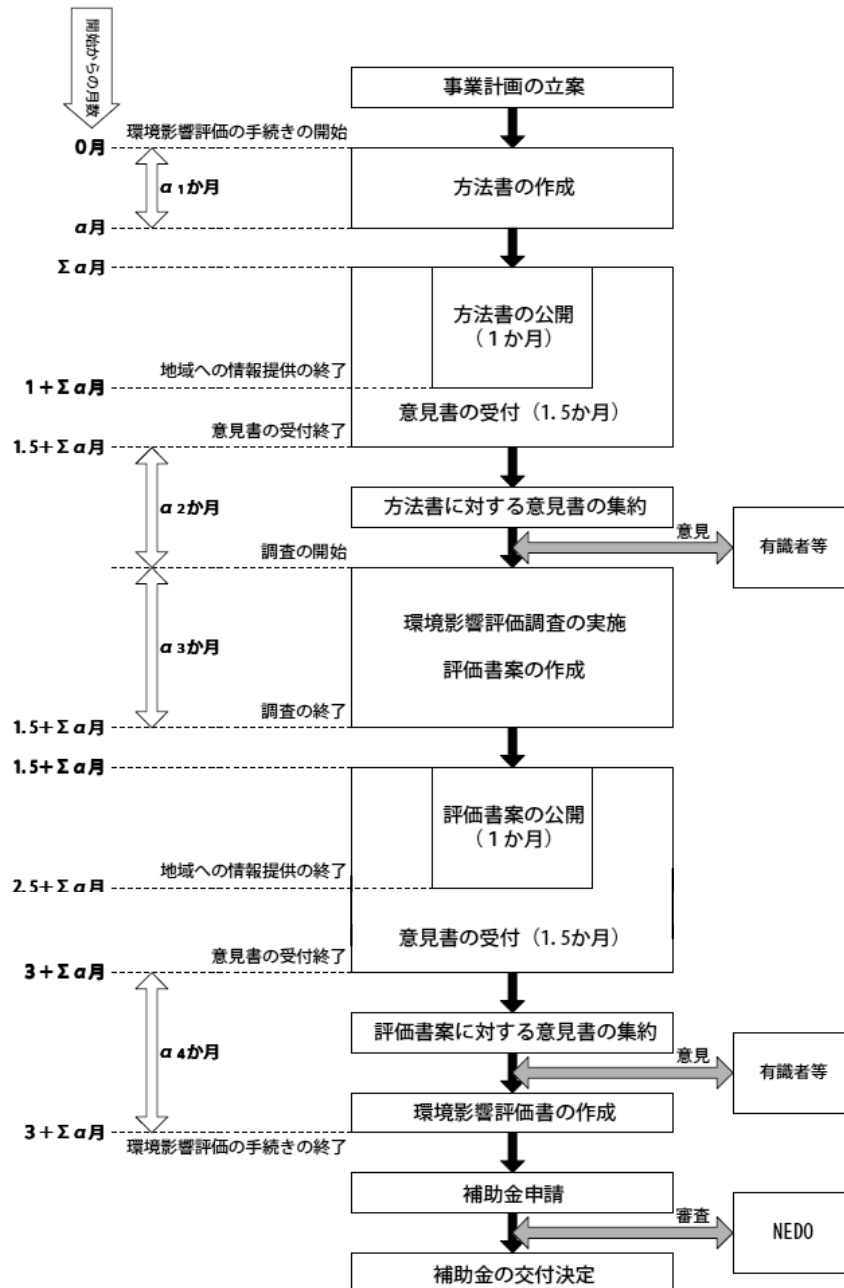 開始からの月数
事業計画の立案
環境影響評価の手続きの開始
0月
α1か月
方法書の作成
α月
Σα月
方法書の公開
(1か月)
地域への情報提供の終了
1+Σα月
意見書の受付(1.5か月)
意見書の受付終了
1.5+Σα月
α2か月
方法書に対する意見書の集約
意見
有識者等
調査の開始
α3か月
環境影響評価調査の実施
評価書案の作成
調査の終了
1.5+Σα月
1.5+Σα月
評価書案の公開
(1か月)
地域への情報提供の終了
2.5+Σα月
意見書の受付(1.5か月)
意見書の受付終了
3+Σα月
α4か月
評価書案に対する意見書の集約
意見
有識者等
環境影響評価書の作成
3+Σα月
環境影響評価の手続きの終了
補助金申請
審査
NEDO
補助金の交付決定